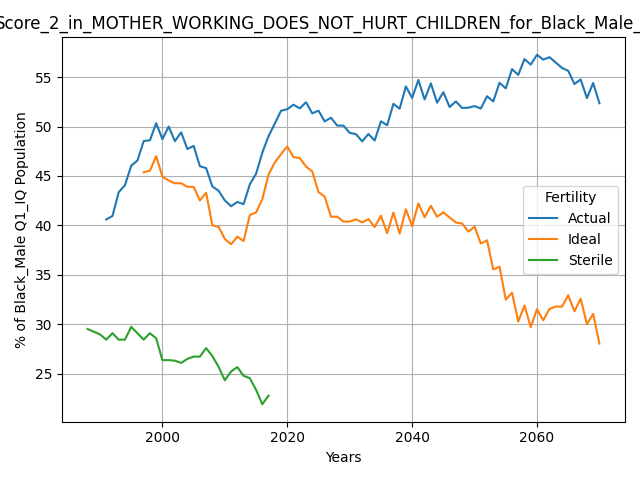 Score_2_in_MOTHER_WORKING_DOES_NOT_HURT_CHILDREN_for_Black_Male_
% of Black_Male Q1_IQ Population
55
50
45
40
35
30
25
Fertility
Actual
Ideal
Sterile
2000 2020 2040 2060
Years